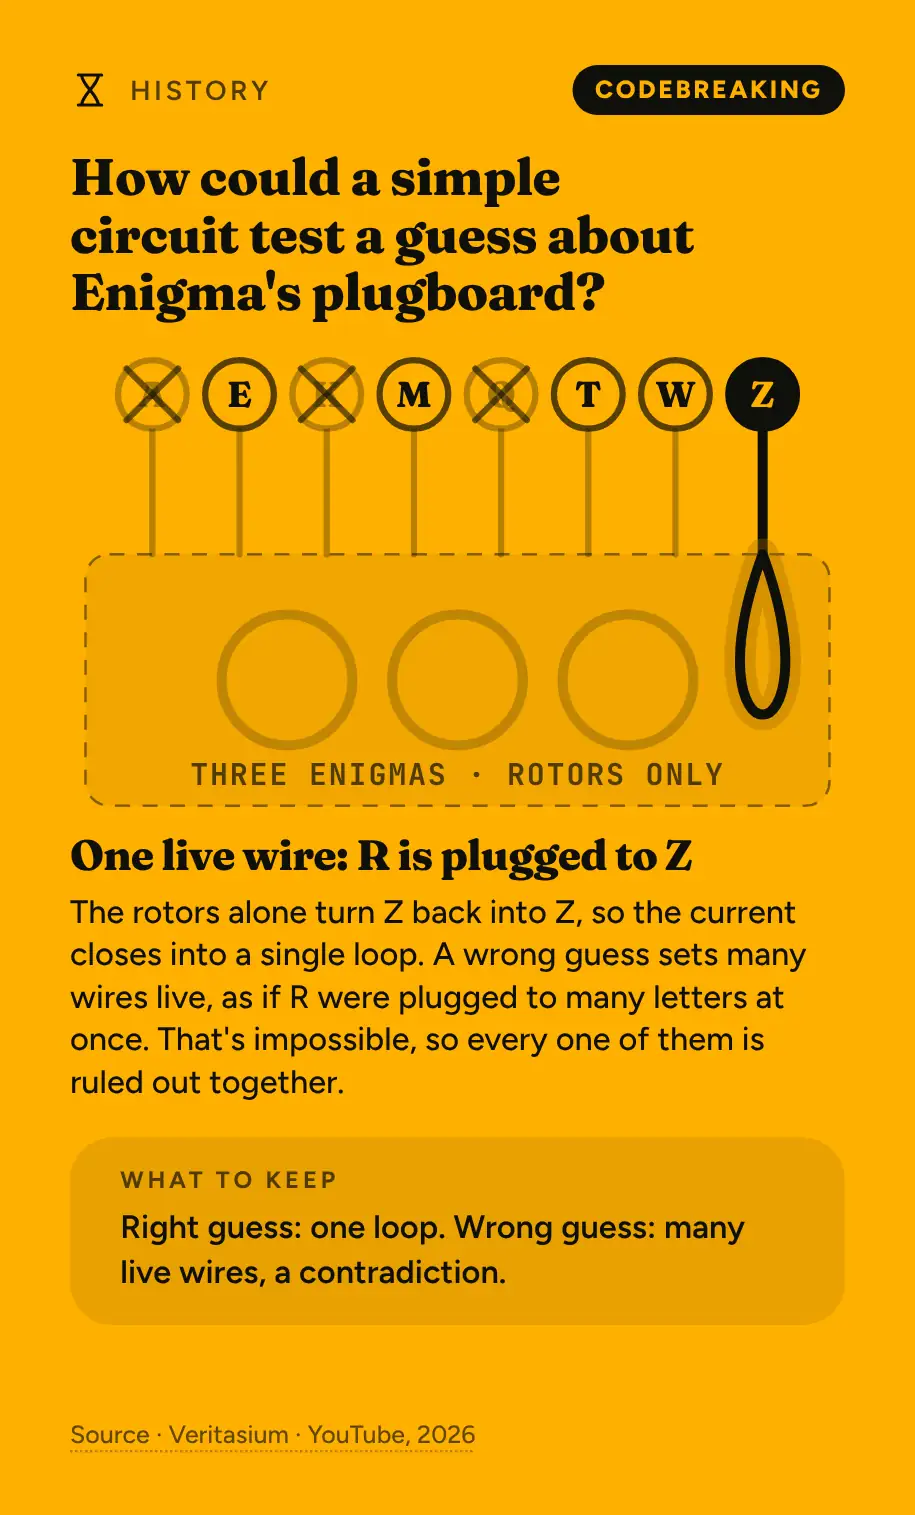 HISTORY
CODEBREAKING
How could a simple
circuit test a guess about
Enigma's plugboard?
E M T W Z
THREE ENIGMAS · ROTORS ONLY
One live wire: R is plugged to Z
The rotors alone turn Z back into Z, so the current
closes into a single loop. A wrong guess sets many
wires live, as if R were plugged to many letters at
once. That's impossible, so every one of them is
ruled out together.
WHAT TO KEEP
Right guess: one loop. Wrong guess: many
live wires, a contradiction.
Source · Veritasium · YouTube, 2026